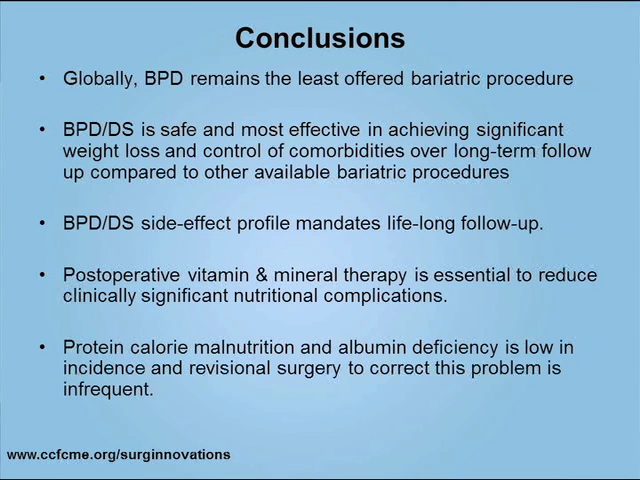 Conclusions
• Globally, BPD remains the least offered bariatric procedure
• BPD/DS is safe and most effective in achieving significant
weight loss and control of comorbidities over long-term follow
up compared to other available bariatric procedures
• BPD/DS side-effect profile mandates life-long follow-up.
• Postoperative vitamin & mineral therapy is essential to reduce
clinically significant nutritional complications.
• Protein calorie malnutrition and albumin deficiency is low in
incidence and revisional surgery to correct this problem is
infrequent.
www.ccfcme.org/surginnovations